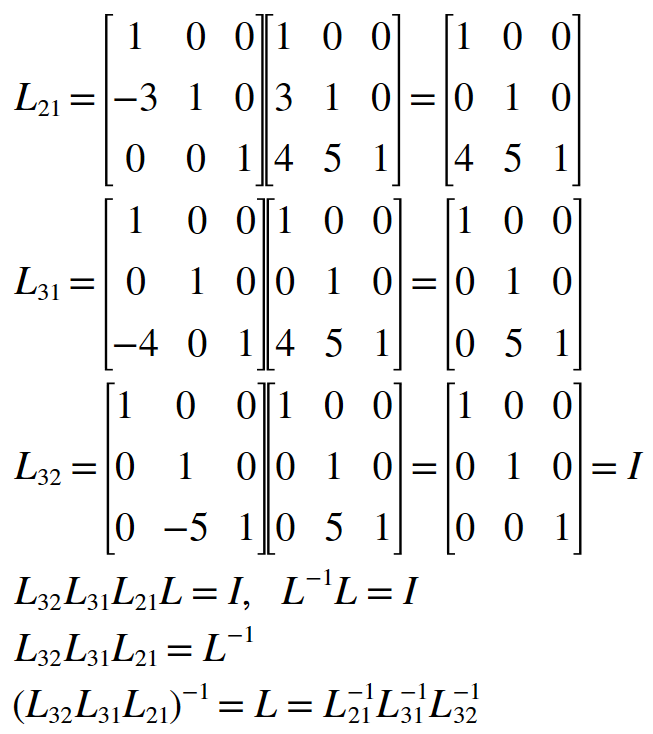 1 0 0 1 0 0 1 0 0
L₂₁ = −3 1 0 3 1 0 = 0 1 0
0 0 1 4 5 1 4 5 1
1 0 0 1 0 0 1 0 0
L₃₁ = 0 1 0 0 1 0 = 0 1 0
−4 0 1 4 5 1 0 5 1
1 0 0 1 0 0 1 0 0
L₃₂ = 0 1 0 0 1 0 = 0 1 0 = I
0 −5 1 0 5 1 0 0 1
L₃₂L₃₁L₂₁L = I, L⁻¹L = I
L₃₂L₃₁L₂₁ = L⁻¹
(L₃₂L₃₁L₂₁)⁻¹ = L = L₂₁⁻¹L₃₁⁻¹L₃₂⁻¹